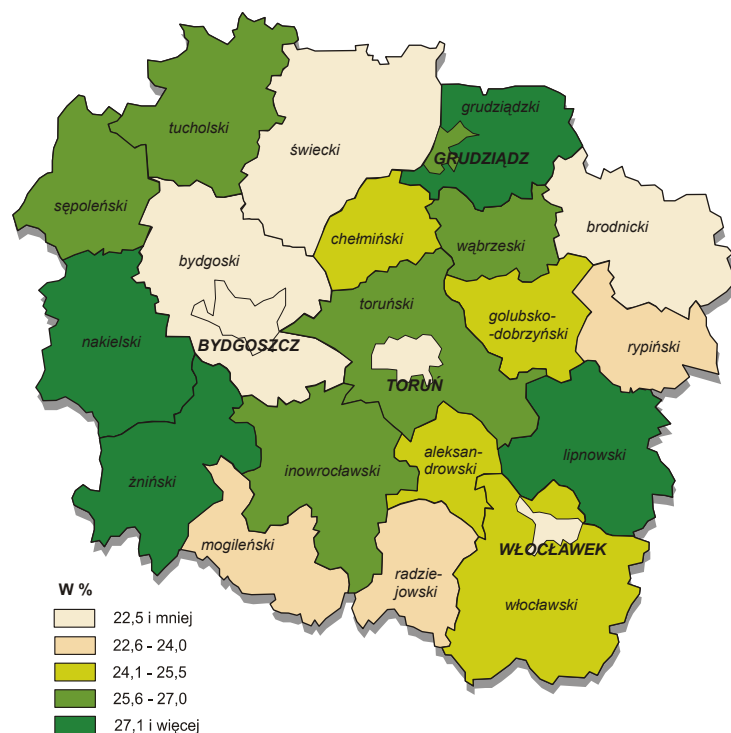 grudziądzki
tucholski
świecki
GRUDZIĄDZ
sępoleński
brodnicki
chełmiński
wąbrzeski
bydgoski
toruński
golubsko-
-dobrzyński
nakielski
BYDGOSZCZ
rypiński
TORUŃ
aleksan-
drowski
lipnowski
inowrocławski
żniński
mogileński
WŁOCŁAWEK
radzie-
jowski
włocławski
W %
22,5 i mniej
22,6 - 24,0
24,1 - 25,5
25,6 - 27,0
27,1 i więcej